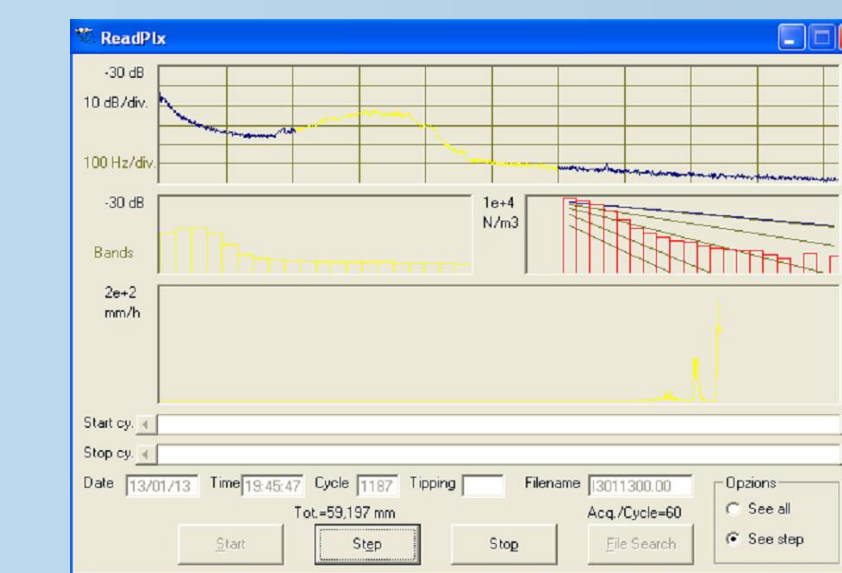 ReadPIx
-30 dB
10 dB/div.
100 Hz/div.
-30 dB
Bands
1e+4
N/m3
2e+2
mm/h
Start cy.
Stop cy.
Date 13/01/13 Time 19:45:47 Cycle 1187 Tipping Filename I3011300.00
Opzions
Tot.=59,197 mm Acq./Cycle=60
See all
Start Step Stop File Search
See step